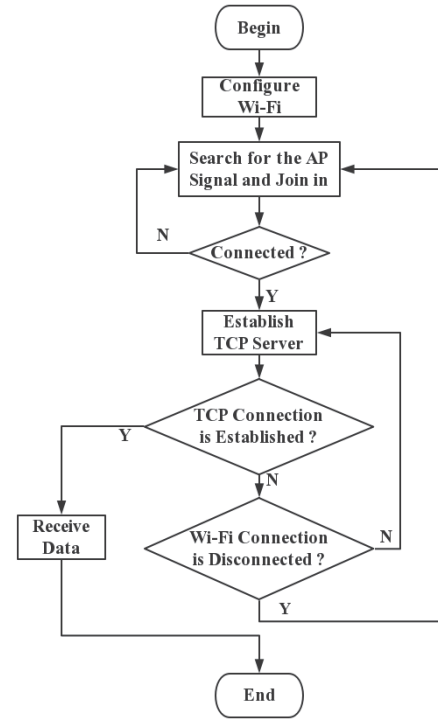 Begin
Configure
Wi-Fi
Search for the AP
Signal and Join in
N
Connected ?
Y
Establish
TCP Server
TCP Connection
is Established ?
Y
N
Receive
Data
Wi-Fi Connection
is Disconnected ?
N
Y
End